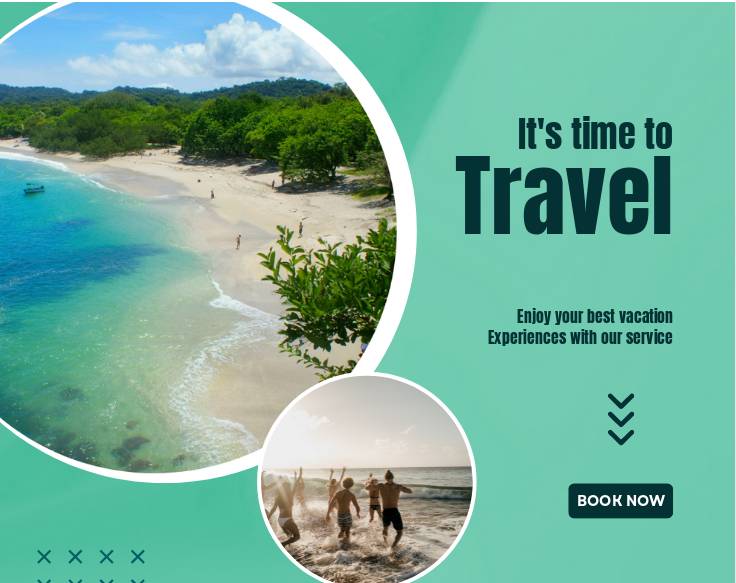 It's time to
Travel
Enjoy your best vacation
Experiences with our service
BOOK NOW